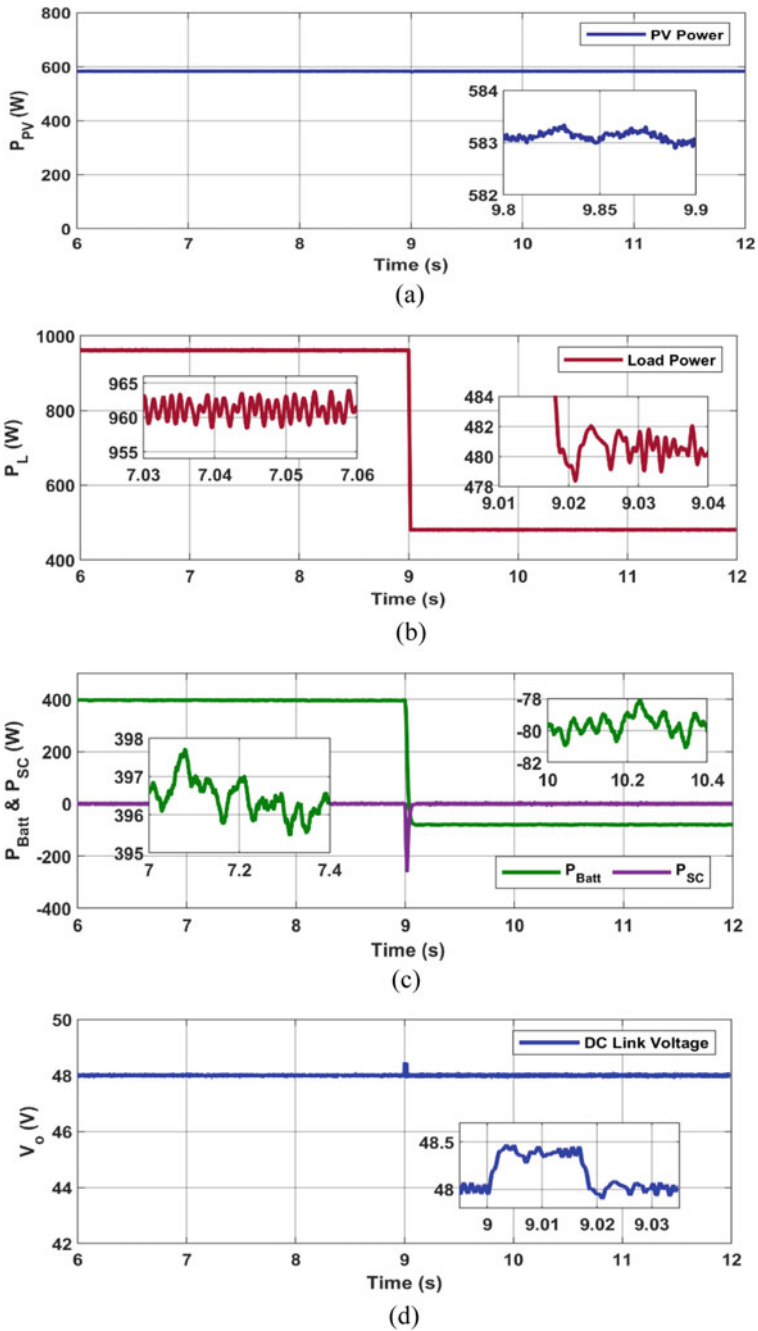 800
600
400
200
0
P_PV (W)
PV Power
584
583
582
9.8 9.85 9.9
6 7 8 9 10 11 12
Time (s)
(a)
1000
800
600
400
P_L (W)
Load Power
965
960
955
7.03 7.04 7.05 7.06
484
482
480
478
9.01 9.02 9.03 9.04
6 7 8 9 10 11 12
Time (s)
(b)
400
200
0
-200
-400
P_Batt & P_SC (W)
398
397
396
395
7 7.2 7.4
-78
-80
-82
10 10.2 10.4
P_Batt P_SC
6 7 8 9 10 11 12
Time (s)
(c)
50
48
46
44
42
V_o (V)
DC Link Voltage
48.5
48
9 9.01 9.02 9.03
6 7 8 9 10 11 12
Time (s)
(d)